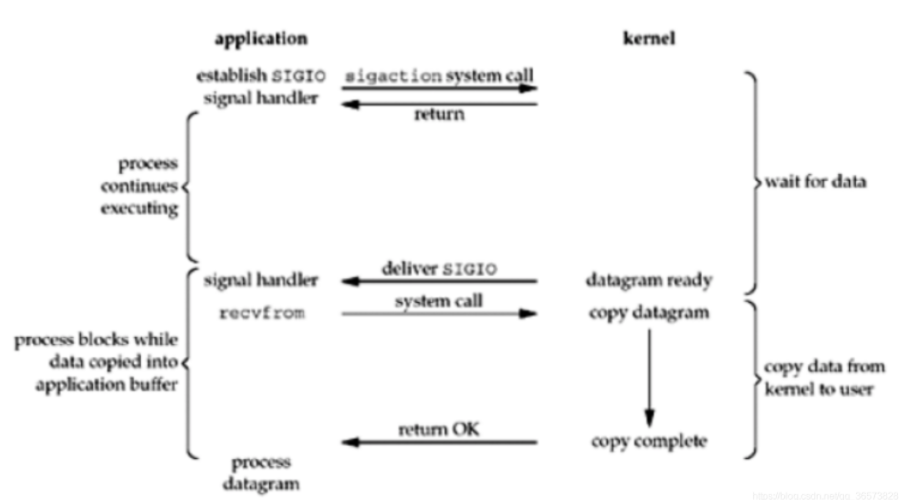 application
kernel
establish SIGIO
signal handler
sigaction system call
return
process
continues
executing
wait for data
signal handler
deliver SIGIO
datagram ready
recvfrom
system call
copy datagram
process blocks while
data copied into
application buffer
copy data from
kernel to user
return OK
copy complete
process
datagram